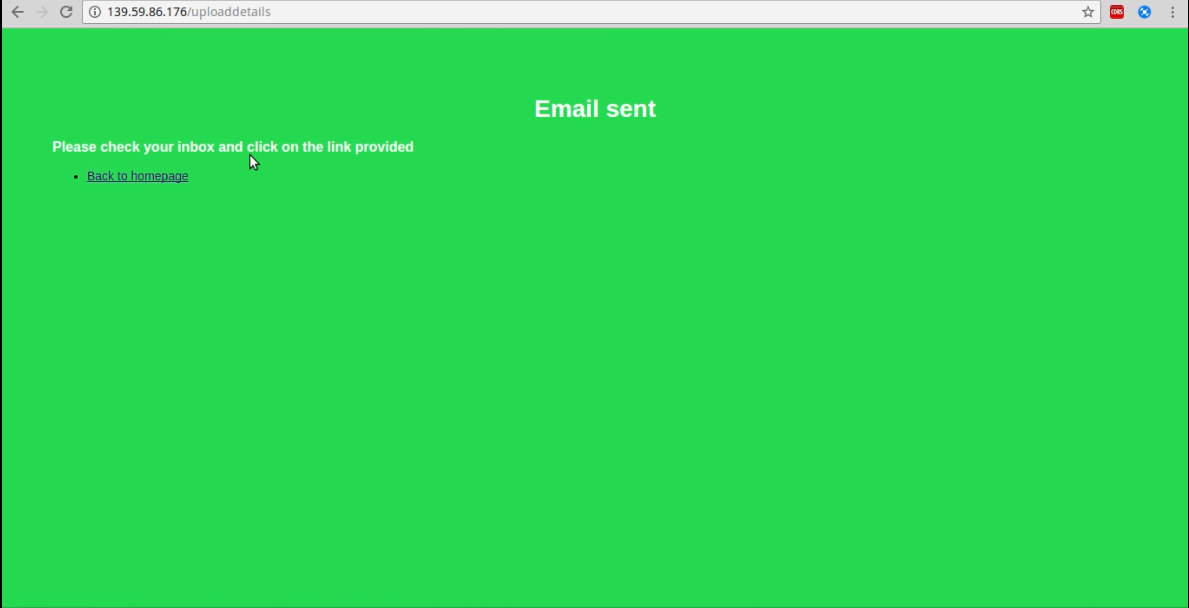 139.59.86.176/uploaddetails
CORS
Email sent
Please check your inbox and click on the link provided
Back to homepage